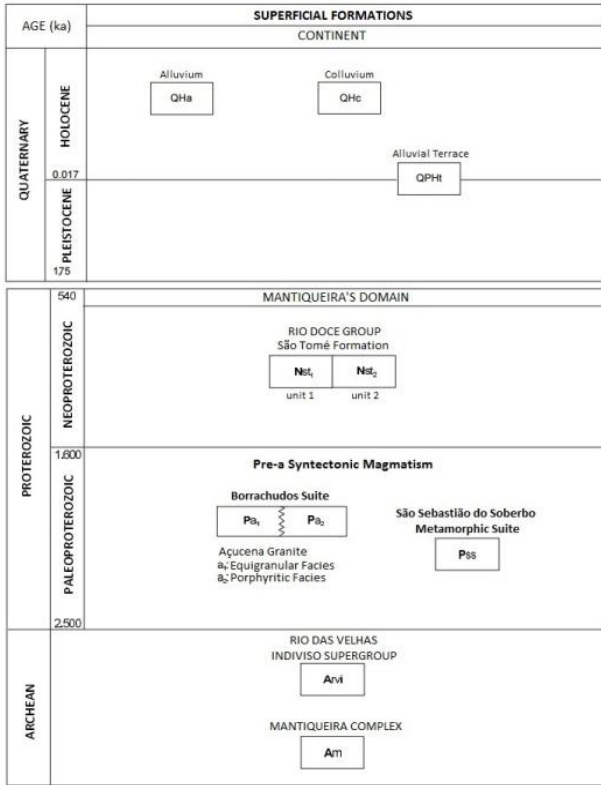 AGE (ka)
SUPERFICIAL FORMATIONS
CONTINENT
QUATERNARY
HOLOCENE
Alluvium
QHa
Colluvium
QHc
Alluvial Terrace
QPHt
0.017
PLEISTOCENE
175
PROTEROZOIC
540
MANTIQUEIRA'S DOMAIN
NEOPROTEROZOIC
RIO DOCE GROUP
São Tomé Formation
Nst₁ Nst₂
unit 1 unit 2
1.600
PALEOPROTEROZOIC
Pre-a Syntectonic Magmatism
Borrachudos Suite
Pa₁ Pa₂
Açucena Granite
a₁: Equigranular Facies
a₂: Porphyritic Facies
São Sebastião do Soberbo
Metamorphic Suite
Pss
2.500
ARCHEAN
RIO DAS VELHAS
INDIVISO SUPERGROUP
Arvi
MANTIQUEIRA COMPLEX
Am